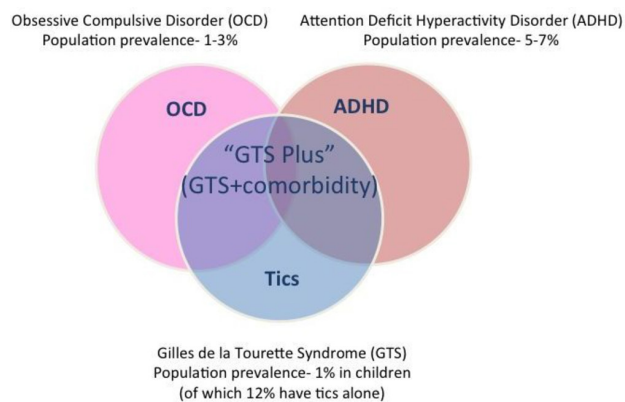 Obsessive Compulsive Disorder (OCD)
Population prevalence- 1-3%
Attention Deficit Hyperactivity Disorder (ADHD)
Population prevalence- 5-7%
OCD
ADHD
“GTS Plus”
(GTS+comorbidity)
Tics
Gilles de la Tourette Syndrome (GTS)
Population prevalence- 1% in children
(of which 12% have tics alone)